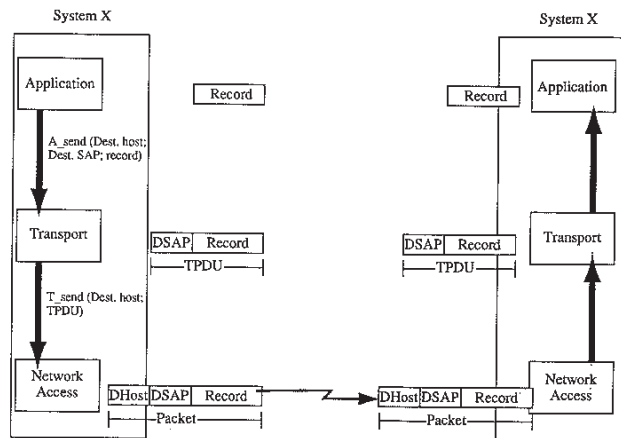 System X
System X
Application
Record
Record
Application
A_send (Dest. host;
Dest. SAP; record)
Transport
DSAP Record
DSAP Record
Transport
TPDU
TPDU
T_send (Dest. host;
TPDU)
Network
Access
DHost DSAP Record
DHost DSAP Record
Network
Access
Packet
Packet